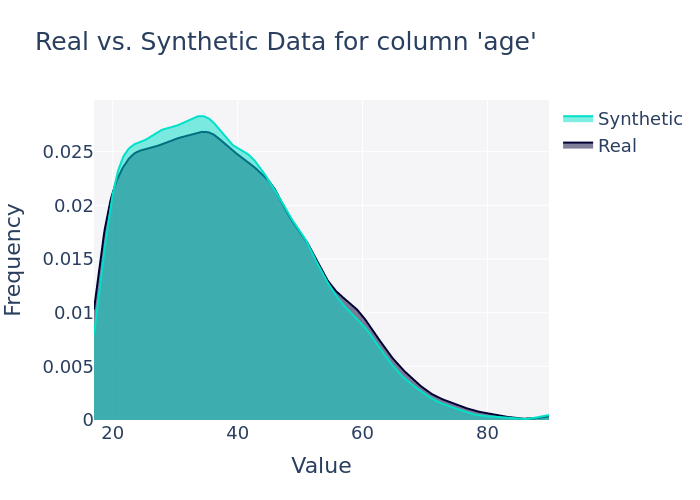 Real vs. Synthetic Data for column 'age'
Synthetic
Real
0.025
0.02
0.015
0.01
0.005
0
20
40
60
80
Frequency
Value